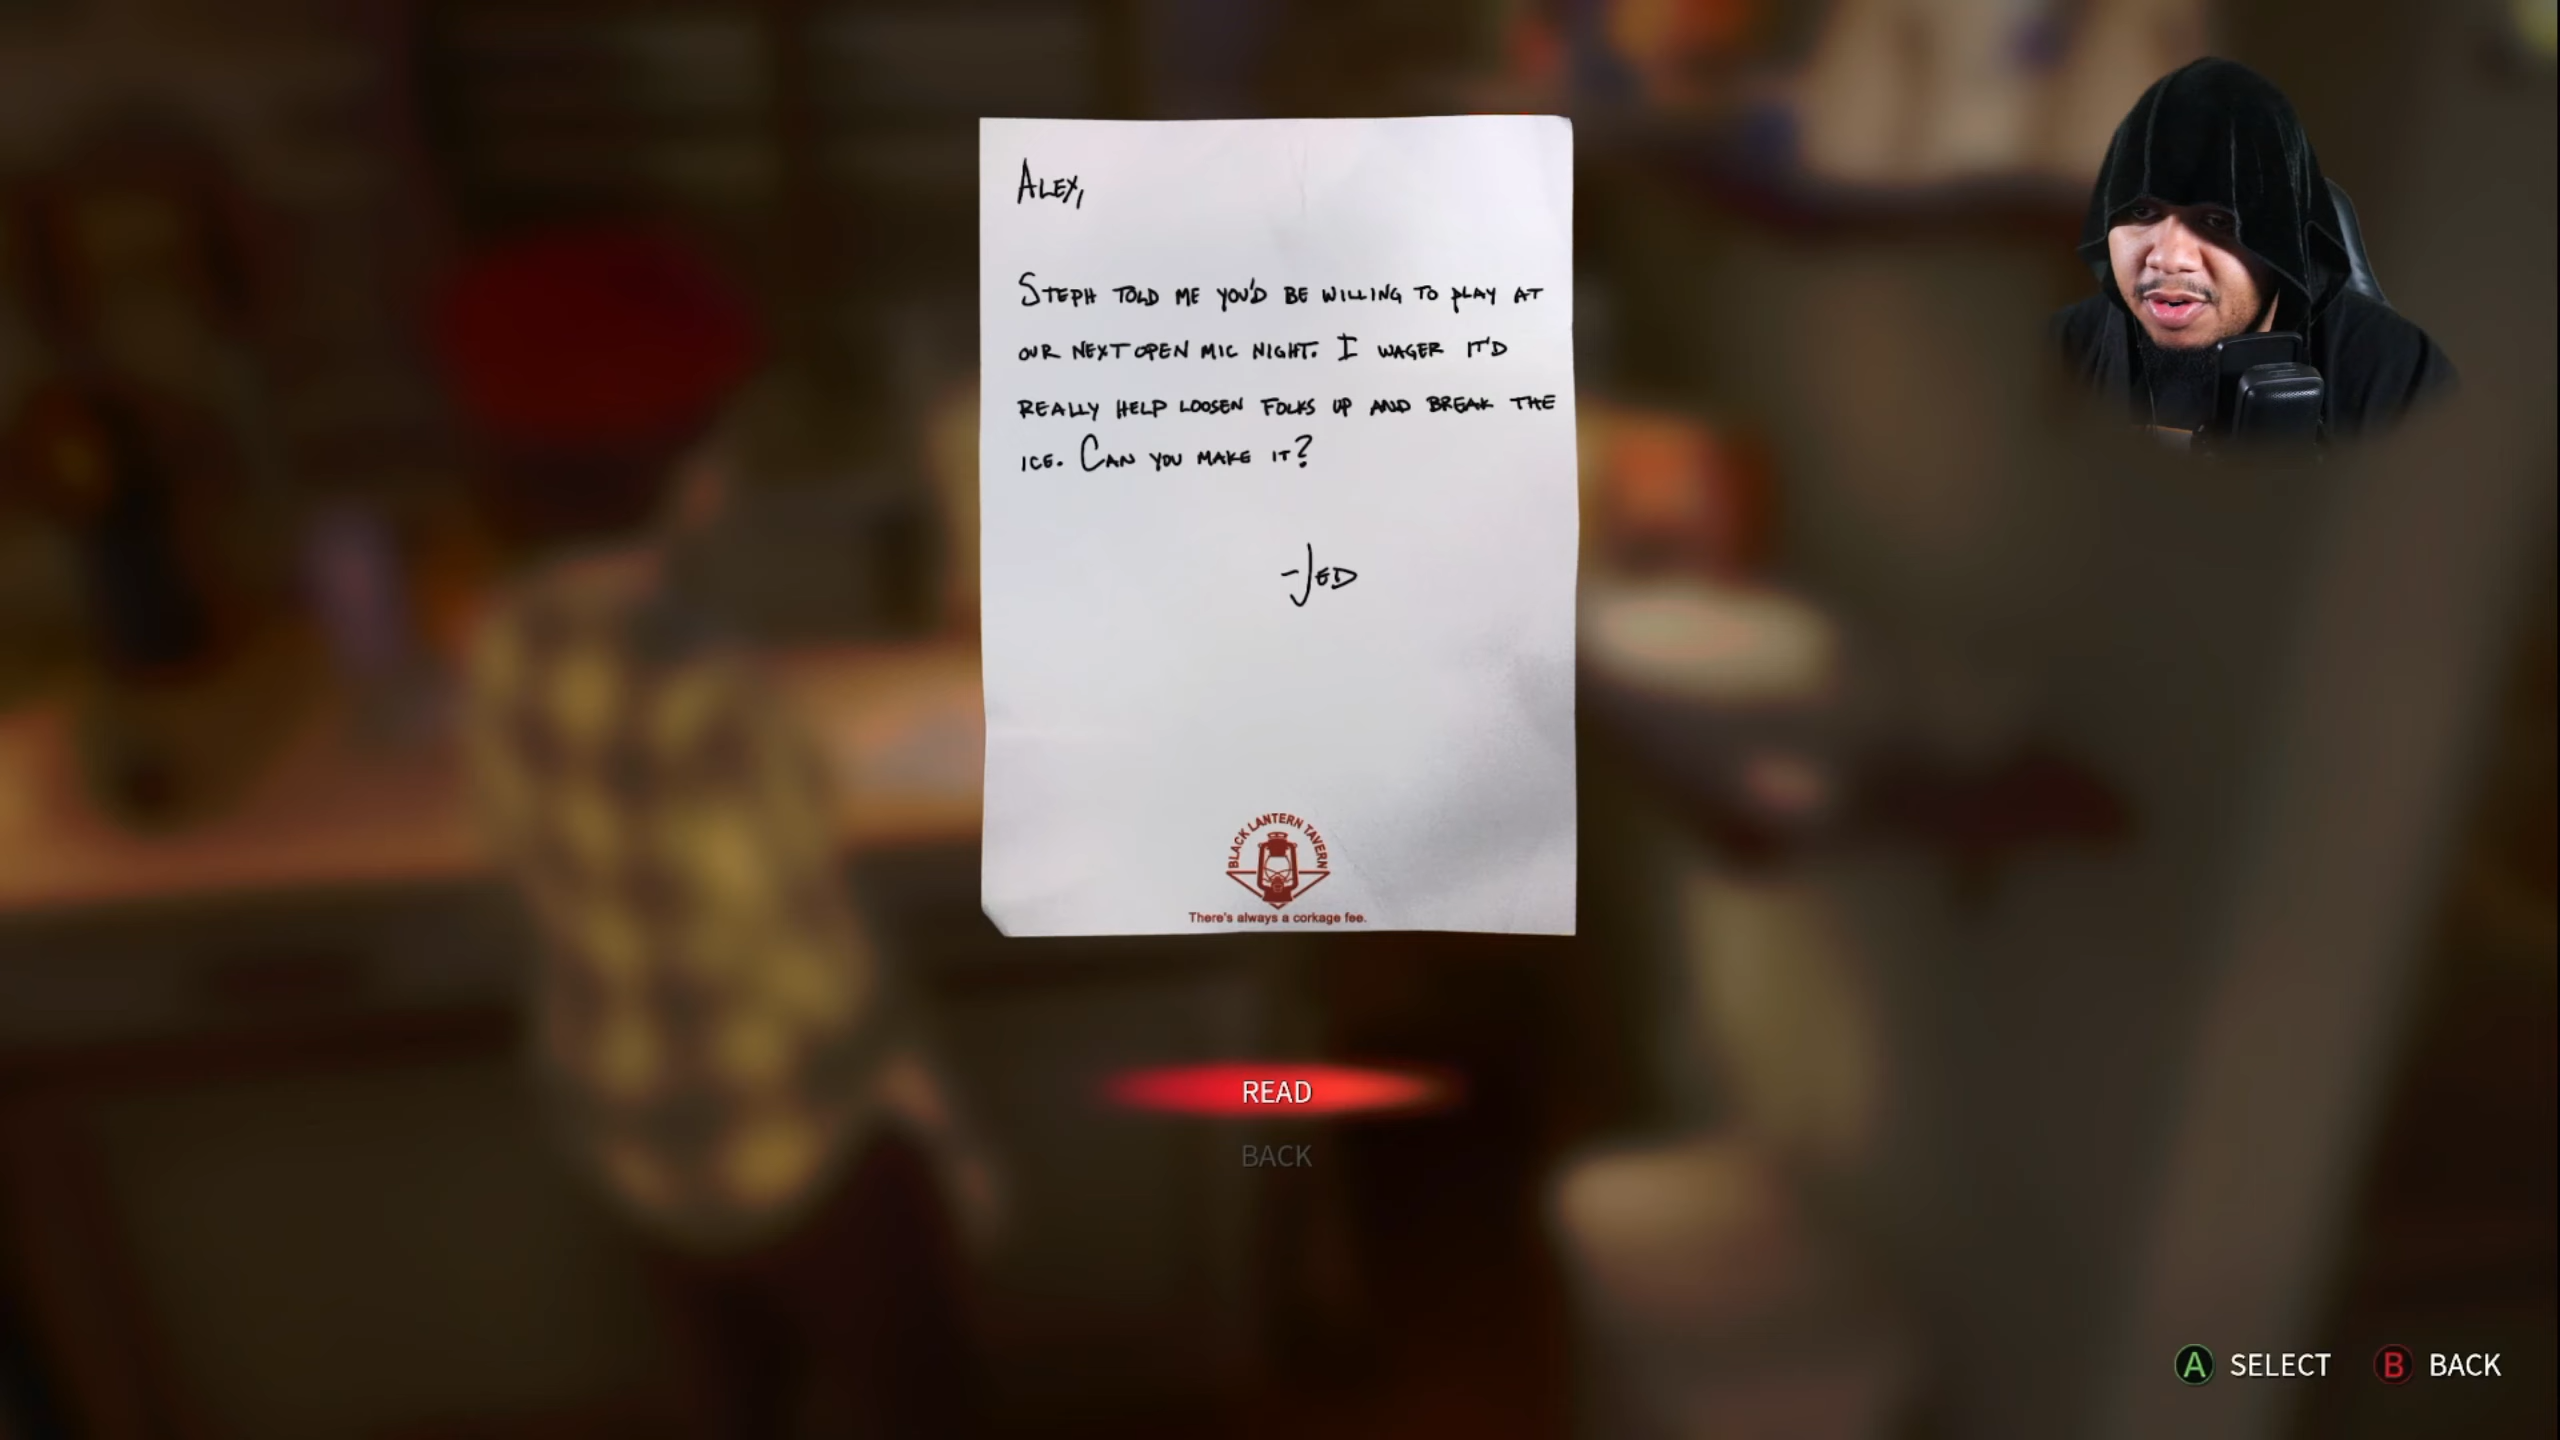 ALEX,
STEPH TOLD ME YOU'D BE WILLING TO PLAY AT
OUR NEXT OPEN MIC NIGHT. I WAGER IT'D
REALLY HELP LOOSEN FOLKS UP AND BREAK THE
ICE. CAN YOU MAKE IT?
-JED
BLACK LANTERN TAVERN
There's always a corkage fee.
READ
BACK
A SELECT B BACK